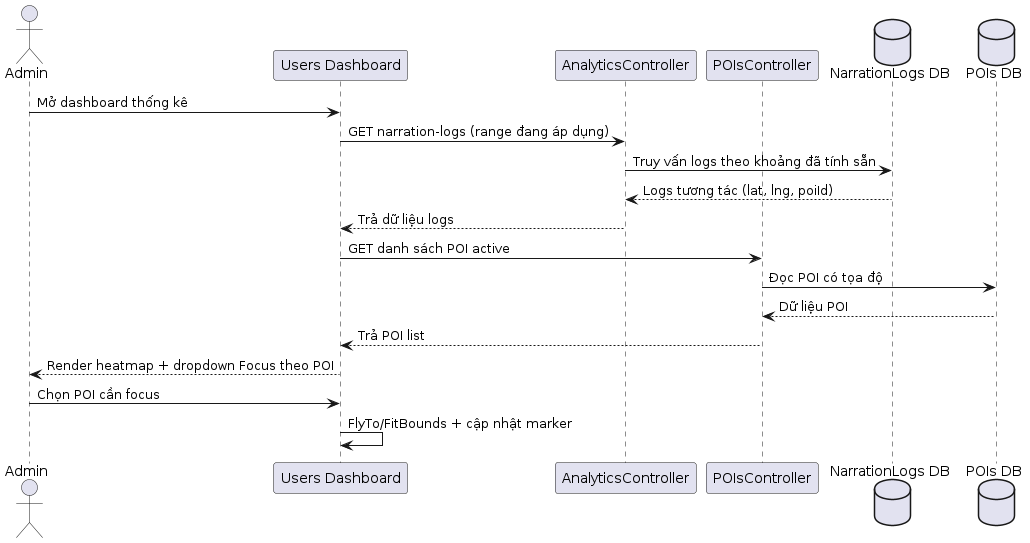 Admin
Users Dashboard
AnalyticsController
POIsController
NarrationLogs DB
POIs DB
Mở dashboard thống kê
GET narration-logs (range đang áp dụng)
Truy vấn logs theo khoảng đã tính sẵn
Logs tương tác (lat, lng, poiId)
Trả dữ liệu logs
GET danh sách POI active
Đọc POI có tọa độ
Dữ liệu POI
Trả POI list
Render heatmap + dropdown Focus theo POI
Chọn POI cần focus
FlyTo/FitBounds + cập nhật marker
Admin
Users Dashboard
AnalyticsController
POIsController
NarrationLogs DB
POIs DB